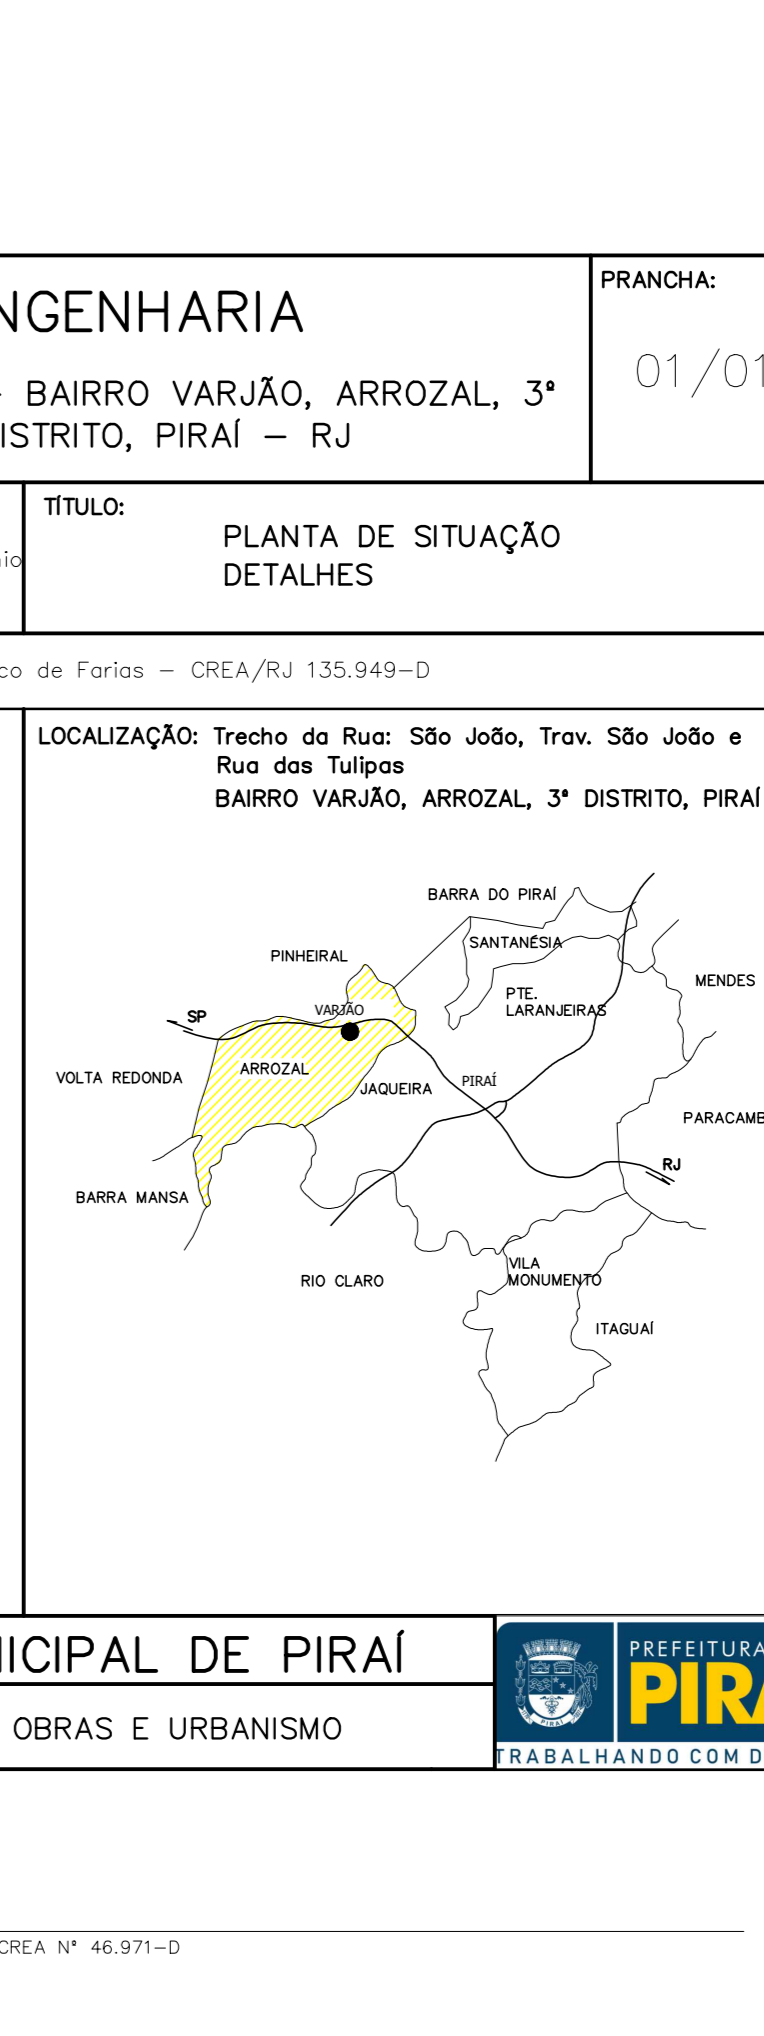 NGENHARIA
PRANCHA:
01/01
- BAIRRO VARJÃO, ARROZAL, 3º
ISTRITO, PIRAÍ – RJ
TÍTULO:
PLANTA DE SITUAÇÃO
DETALHES
nio
co de Farias – CREA/RJ 135.949–D
LOCALIZAÇÃO: Trecho da Rua: São João, Trav. São João e
Rua das Tulipas
BAIRRO VARJÃO, ARROZAL, 3º DISTRITO, PIRAÍ
BARRA DO PIRAÍ
SANTANÉSIA
PINHEIRAL
MENDES
PTE.
LARANJEIRAS
VARJÃO
SP
ARROZAL
VOLTA REDONDA
JAQUEIRA
PIRAÍ
PARACAMB
RJ
BARRA MANSA
VILA
MONUMENTO
RIO CLARO
ITAGUAÍ
NICIPAL DE PIRAÍ
OBRAS E URBANISMO
PIRAÍ
PREFEITURA
PIRA
TRABALHANDO COM D
CREA Nº 46.971–D